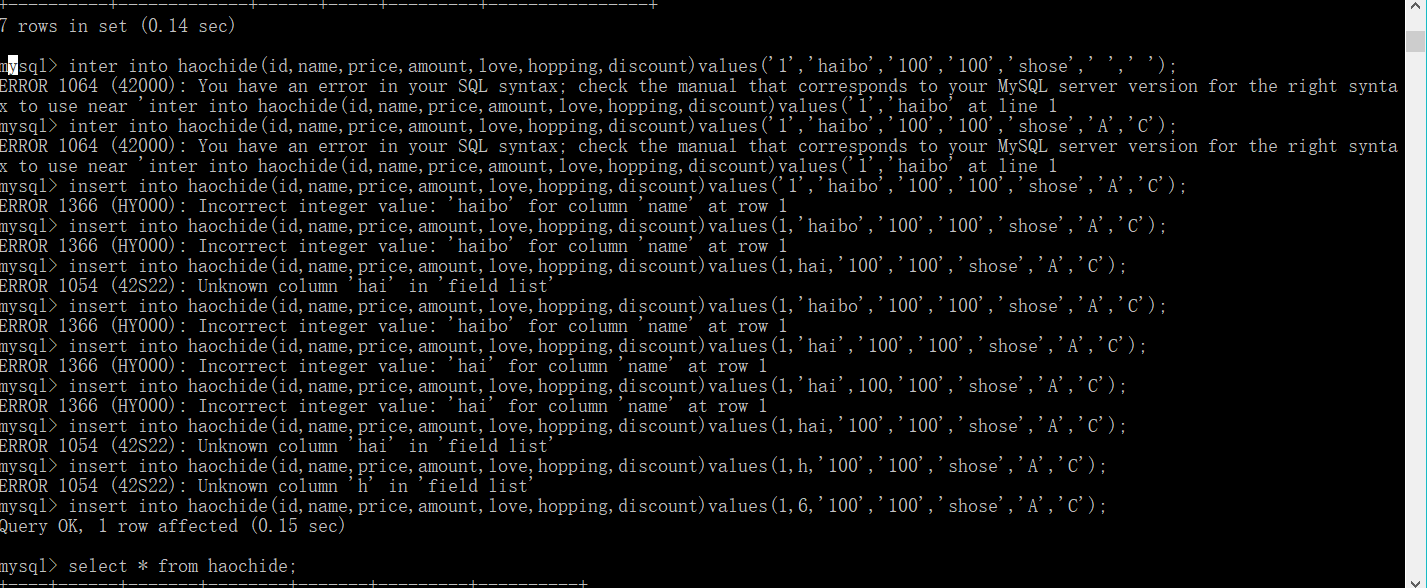 7 rows in set (0.14 sec)
mysql> inter into haochide(id,name,price,amount,love,hopping,discount)values('1','haibo','100','100','shose',' ',' ');
ERROR 1064 (42000): You have an error in your SQL syntax; check the manual that corresponds to your MySQL server version for the right synta
x to use near 'inter into haochide(id,name,price,amount,love,hopping,discount)values('1','haibo' at line 1
mysql> inter into haochide(id,name,price,amount,love,hopping,discount)values('1','haibo','100','100','shose','A','C');
ERROR 1064 (42000): You have an error in your SQL syntax; check the manual that corresponds to your MySQL server version for the right synta
x to use near 'inter into haochide(id,name,price,amount,love,hopping,discount)values('1','haibo' at line 1
mysql> insert into haochide(id,name,price,amount,love,hopping,discount)values('1','haibo','100','100','shose','A','C');
ERROR 1366 (HY000): Incorrect integer value: 'haibo' for column 'name' at row 1
mysql> insert into haochide(id,name,price,amount,love,hopping,discount)values(1,'haibo','100','100','shose','A','C');
ERROR 1366 (HY000): Incorrect integer value: 'haibo' for column 'name' at row 1
mysql> insert into haochide(id,name,price,amount,love,hopping,discount)values(1,hai,'100','100','shose','A','C');
ERROR 1054 (42S22): Unknown column 'hai' in 'field list'
mysql> insert into haochide(id,name,price,amount,love,hopping,discount)values(1,'haibo','100','100','shose','A','C');
ERROR 1366 (HY000): Incorrect integer value: 'haibo' for column 'name' at row 1
mysql> insert into haochide(id,name,price,amount,love,hopping,discount)values(1,'hai','100','100','shose','A','C');
ERROR 1366 (HY000): Incorrect integer value: 'hai' for column 'name' at row 1
mysql> insert into haochide(id,name,price,amount,love,hopping,discount)values(1,'hai',100,'100','shose','A','C');
ERROR 1366 (HY000): Incorrect integer value: 'hai' for column 'name' at row 1
mysql> insert into haochide(id,name,price,amount,love,hopping,discount)values(1,hai,'100','100','shose','A','C');
ERROR 1054 (42S22): Unknown column 'hai' in 'field list'
mysql> insert into haochide(id,name,price,amount,love,hopping,discount)values(1,h,'100','100','shose','A','C');
ERROR 1054 (42S22): Unknown column 'h' in 'field list'
mysql> insert into haochide(id,name,price,amount,love,hopping,discount)values(1,6,'100','100','shose','A','C');
Query OK, 1 row affected (0.15 sec)
mysql> select * from haochide;